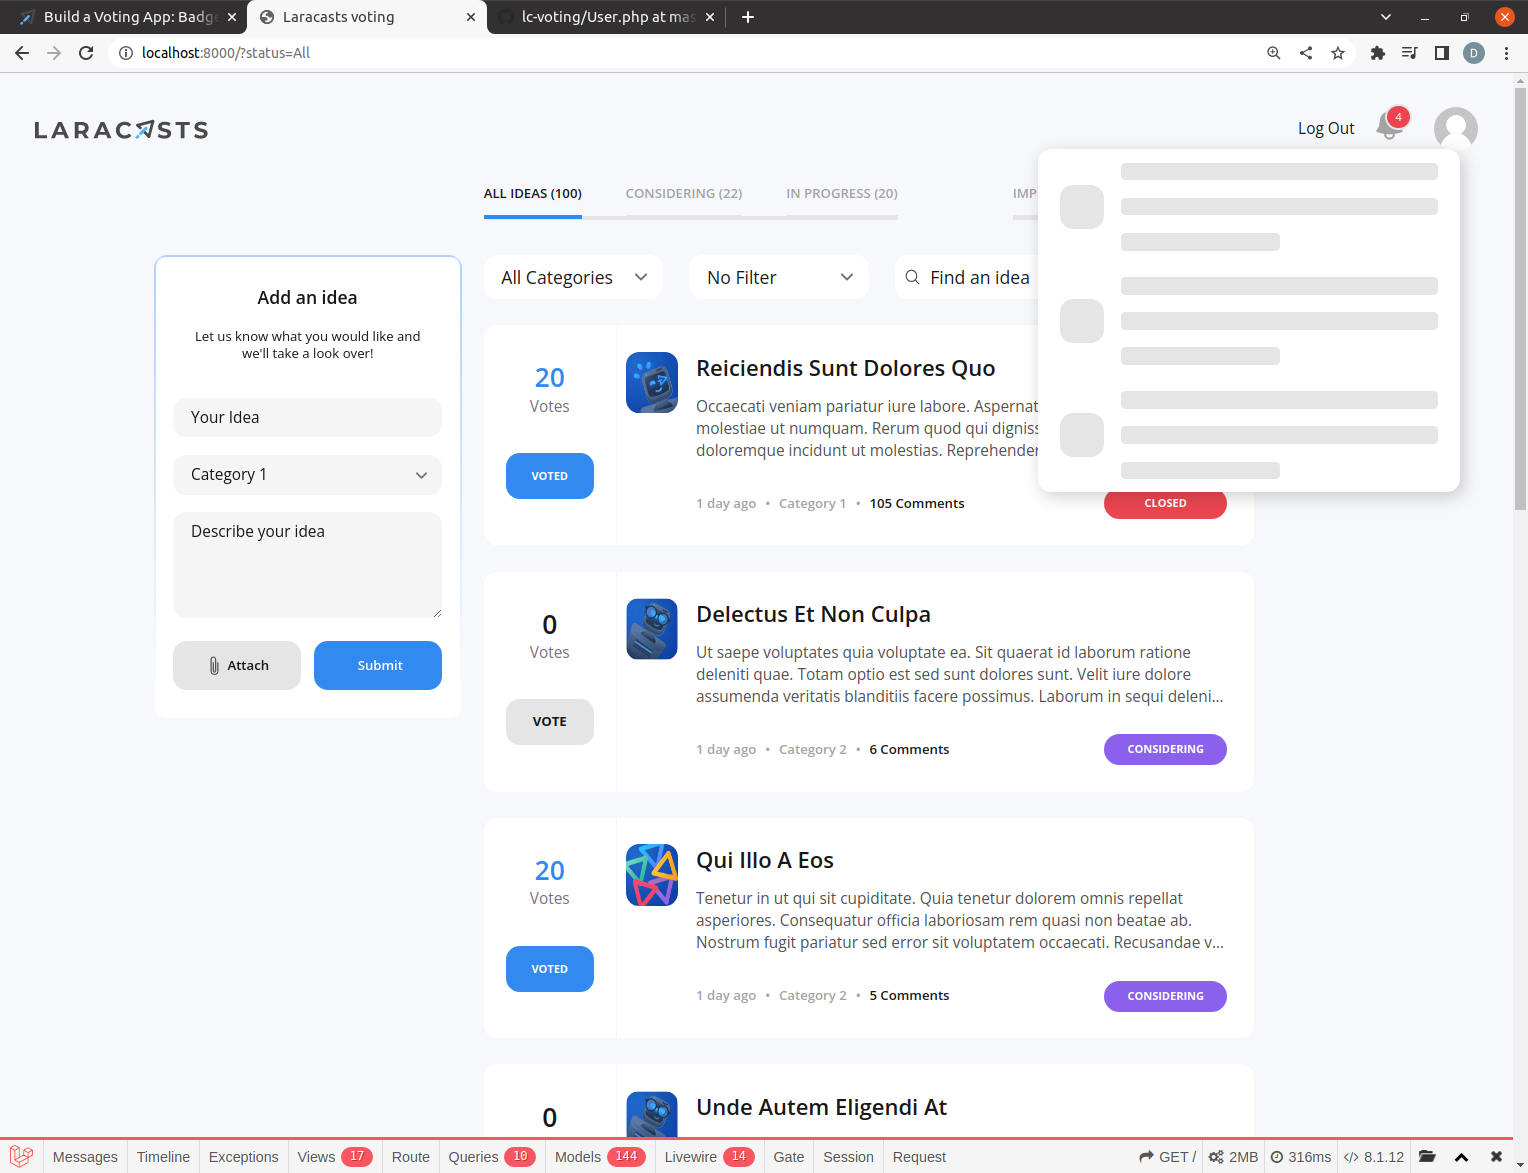 Build a Voting App: Badge
Laracasts voting
lc-voting/User.php at mas
localhost:8000/?status=All
D
LARACASTS
Log Out
4
ALL IDEAS (100)
CONSIDERING (22)
IN PROGRESS (20)
IMP
Add an idea
Let us know what you would like and
we'll take a look over!
Your Idea
Category 1
Describe your idea
Attach
Submit
All Categories
No Filter
Find an idea
20
Votes
VOTED
Reiciendis Sunt Dolores Quo
Occaecati veniam pariatur iure labore. Aspernat
molestiae ut numquam. Rerum quod qui digniss
doloremque incidunt ut molestias. Reprehender
1 day ago • Category 1 • 105 Comments
CLOSED
0
Votes
VOTE
Delectus Et Non Culpa
Ut saepe voluptates quia voluptate ea. Sit quaerat id laborum ratione
deleniti quae. Totam optio est sed sunt dolores sunt. Velit iure dolore
assumenda veritatis blanditiis facere possimus. Laborum in sequi deleni...
1 day ago • Category 2 • 6 Comments
CONSIDERING
20
Votes
VOTED
Qui Illo A Eos
Tenetur in ut qui sit cupiditate. Quia tenetur dolorem omnis repellat
asperiores. Consequatur officia laboriosam rem quasi non beatae ab.
Nostrum fugit pariatur sed error sit voluptatem occaecati. Recusandae v...
1 day ago • Category 2 • 5 Comments
CONSIDERING
0
Unde Autem Eligendi At
Messages
Timeline
Exceptions
Views 17
Route
Queries 10
Models 144
Livewire 14
Gate
Session
Request
GET /
2MB
316ms
8.1.12